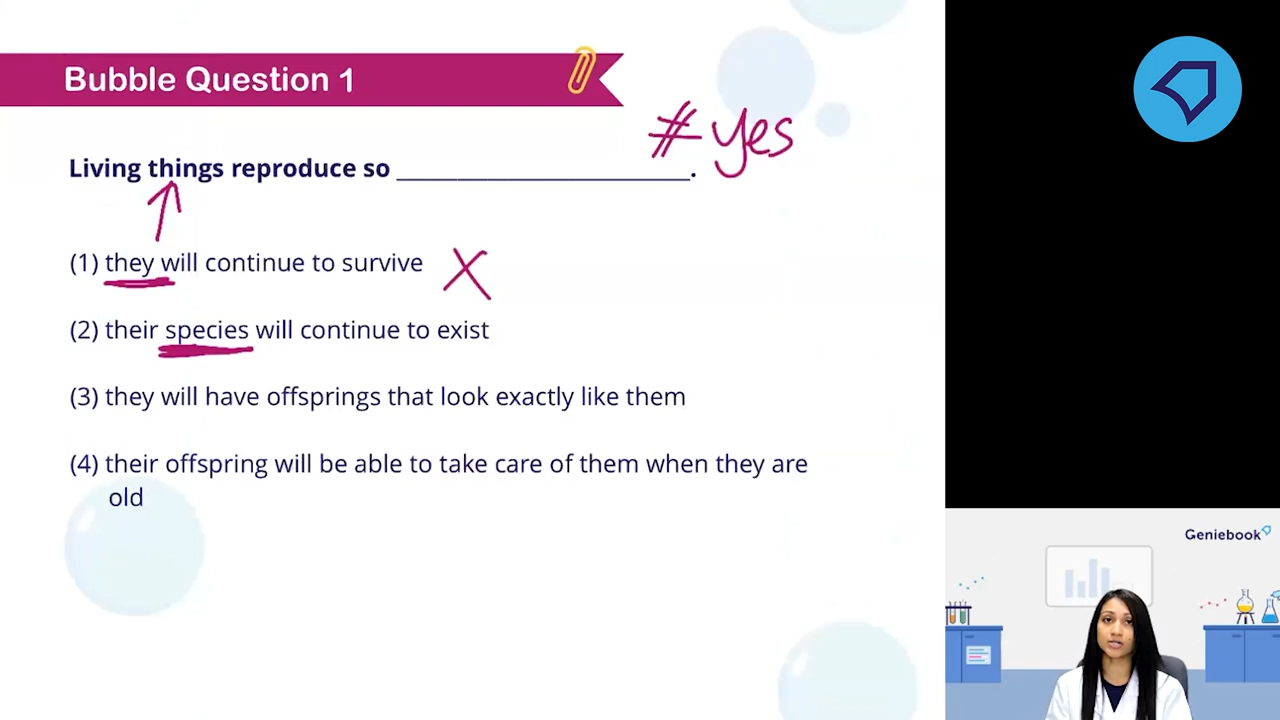 Bubble Question 1
# yes
Living things reproduce so ______________________.
(1) they will continue to survive X
(2) their species will continue to exist
(3) they will have offsprings that look exactly like them
(4) their offspring will be able to take care of them when they are
old
Geniebook